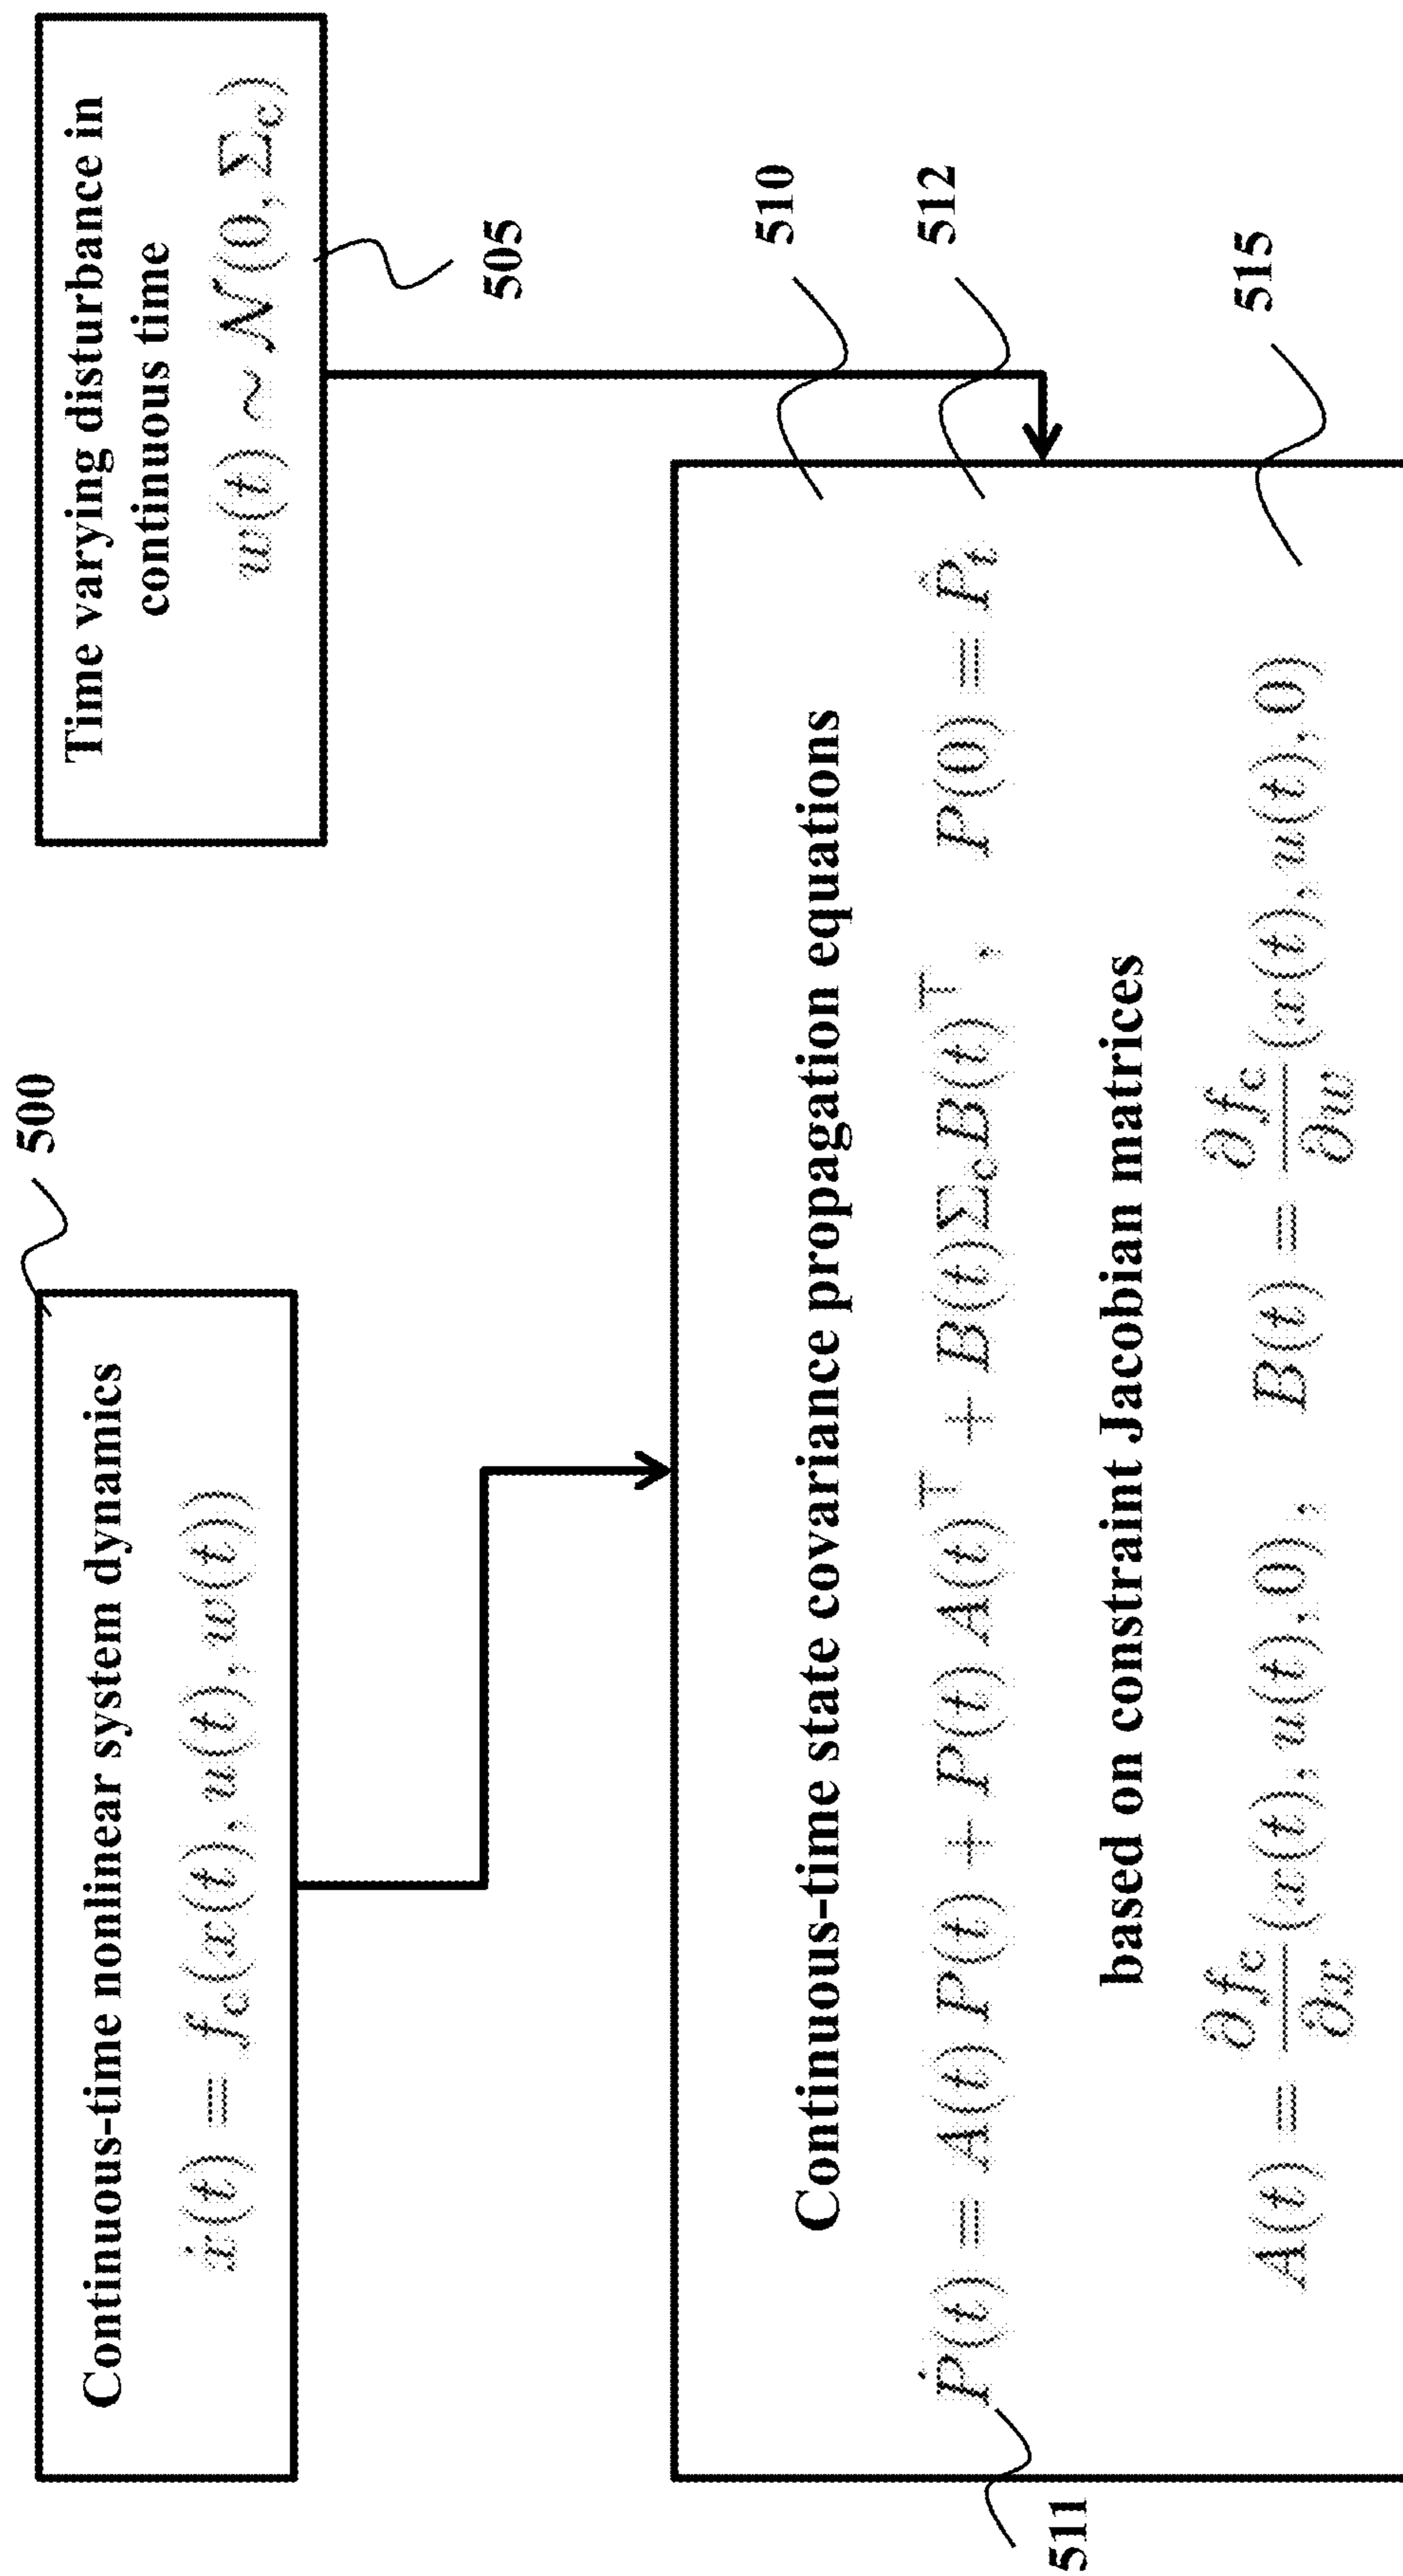 500
Continuous-time nonlinear system dynamics
ẋ(t) = f_c(x(t), u(t), w(t))
Time varying disturbance in
continuous time
w(t) ~ 𝒩(0, Σ_c)
505
510
Continuous-time state covariance propagation equations
512
Ṗ(t) = A(t) P(t) + P(t) A(t)^⊤ + B(t)Σ_c B(t)^⊤, P(0) = P̂_t
511
based on constraint Jacobian matrices
515
A(t) = ∂f_c/∂x (x(t), u(t), 0), B(t) = ∂f_c/∂w (x(t), u(t), 0)